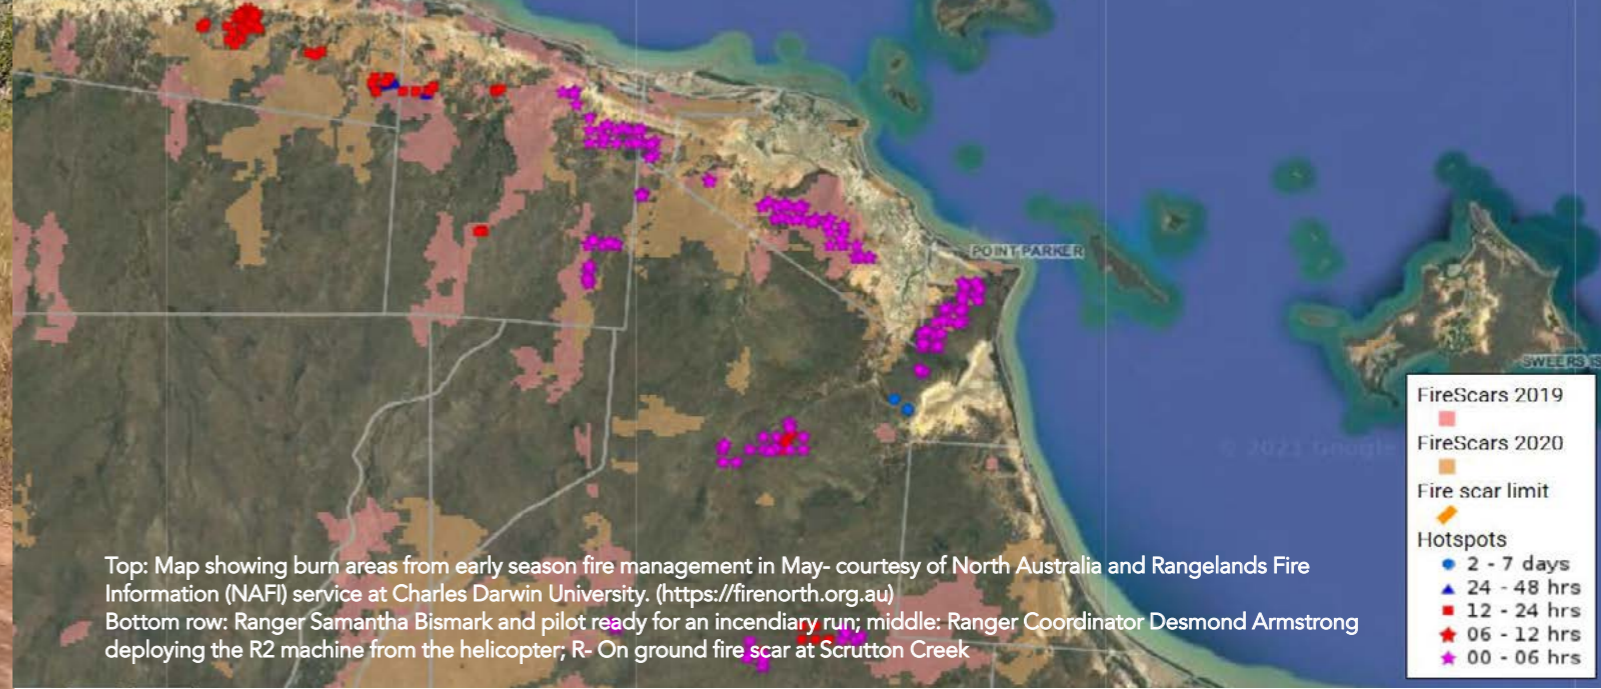 POINT PARKER
SWEERS IS
© 2021 Google
FireScars 2019
FireScars 2020
Fire scar limit
Hotspots
2 - 7 days
24 - 48 hrs
12 - 24 hrs
06 - 12 hrs
00 - 06 hrs
Top: Map showing burn areas from early season fire management in May- courtesy of North Australia and Rangelands Fire
Information (NAFI) service at Charles Darwin University. (https://firenorth.org.au)
Bottom row: Ranger Samantha Bismark and pilot ready for an incendiary run; middle: Ranger Coordinator Desmond Armstrong
deploying the R2 machine from the helicopter; R- On ground fire scar at Scrutton Creek